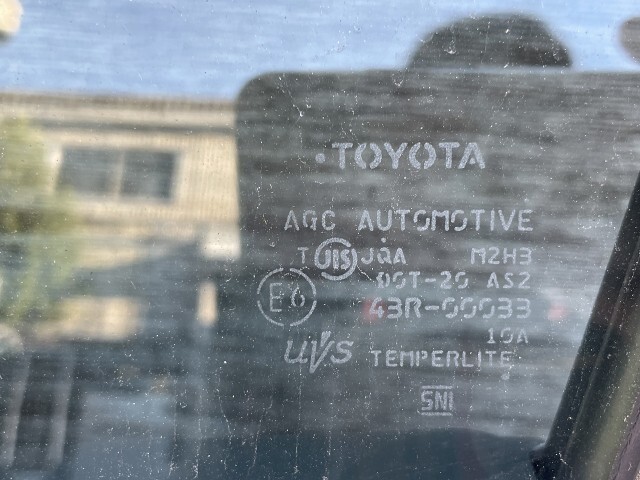 TOYOTA
AGC AUTOMOTIVE
T JIS JQA M2H3
E6 DOT-20 AS2
43R-00033
10A
UVS TEMPERLITE
SNI